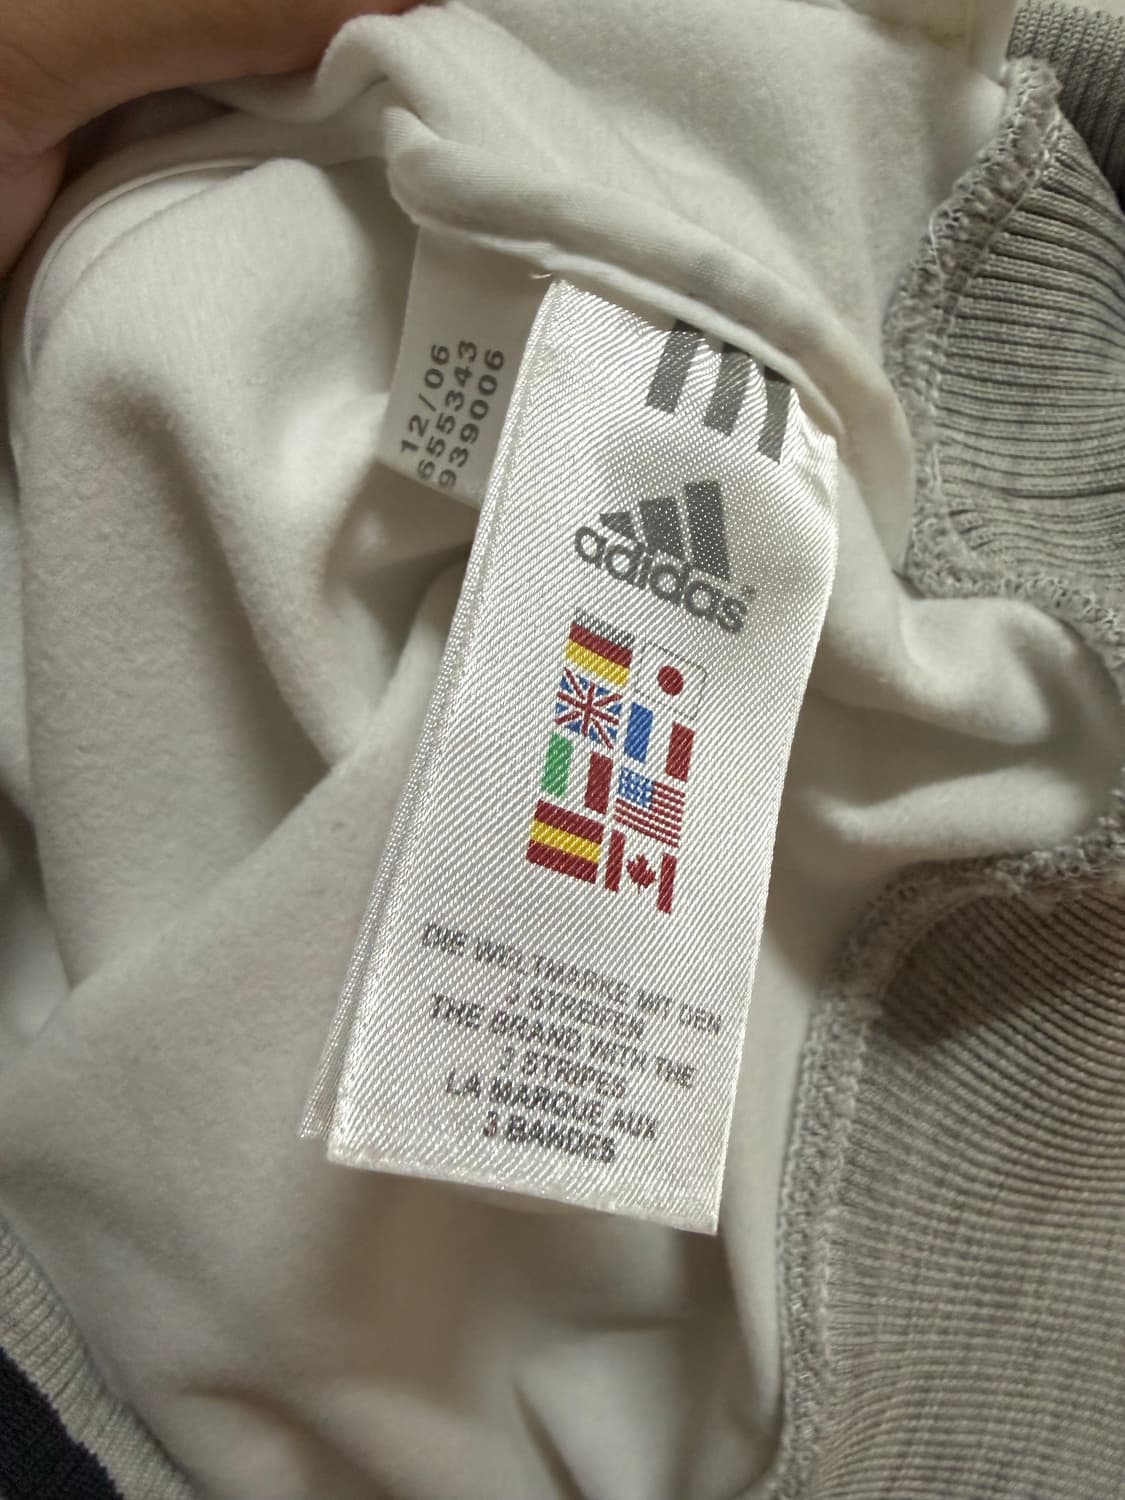 12/06
655343
939006
adidas
DIE WELTMARKE MIT DEN
3 STREIFEN
THE BRAND WITH THE
3 STRIPES
LA MARQUE AUX
3 BANDES